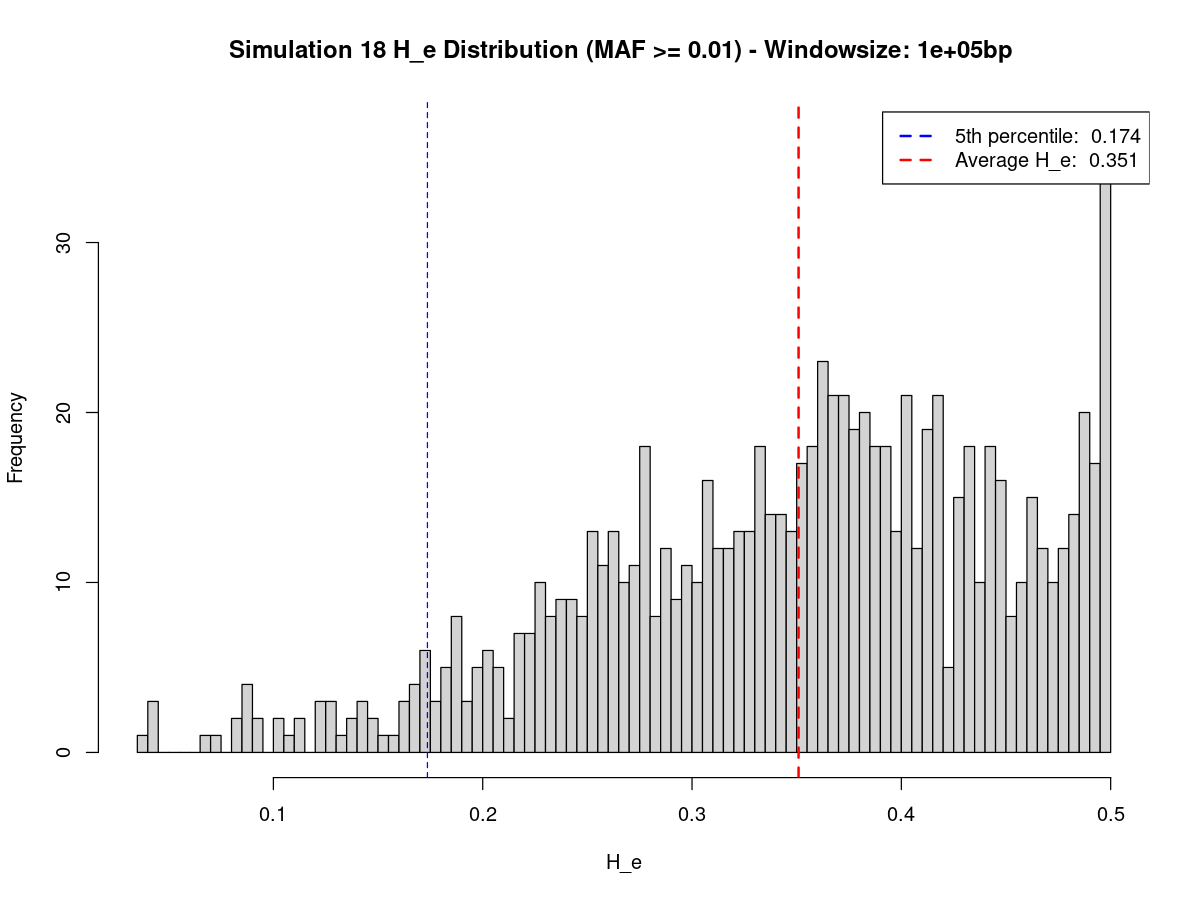 Simulation 18 H_e Distribution (MAF >= 0.01) - Windowsize: 1e+05bp
5th percentile:  0.174
Average H_e:  0.351
Frequency
30
20
10
0
0.1
0.2
0.3
0.4
0.5
H_e